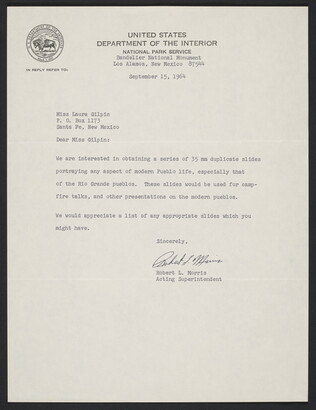 UNITED STATES
DEPARTMENT OF THE INTERIOR
NATIONAL PARK SERVICE
Bandelier National Monument
Los Alamos, New Mexico 87544
IN REPLY REFER TO:
September 15, 1964
Miss Laura Gilpin
P. O. Box 1173
Santa Fe, New Mexico
Dear Miss Gilpin:
We are interested in obtaining a series of 35 mm duplicate slides
portraying any aspect of modern Pueblo life, especially that
of the Rio Grande pueblos. These slides would be used for camp-
fire talks, and other presentations on the modern pueblos.
We would appreciate a list of any appropriate slides which you
might have.
Sincerely,
Robert L Morris
Robert L. Morris
Acting Superintendent